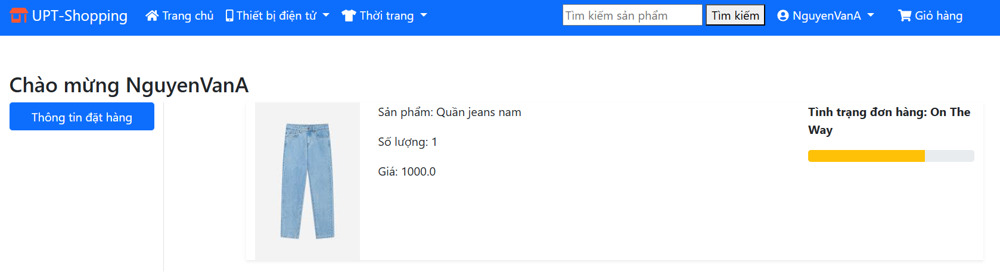 UPT-Shopping Trang chủ Thiết bị điện tử Thời trang Tìm kiếm sản phẩm Tìm kiếm NguyenVanA Giỏ hàng
Chào mừng NguyenVanA
Thông tin đặt hàng
Sản phẩm: Quần jeans nam
Số lượng: 1
Giá: 1000.0
Tình trạng đơn hàng: On The
Way